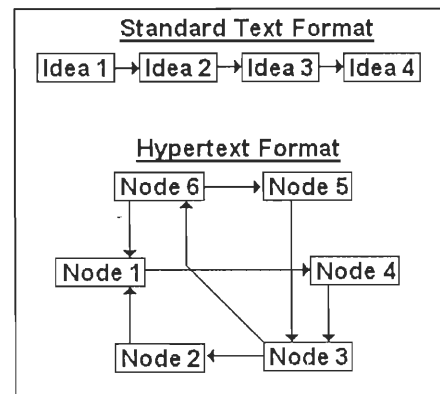 Standard Text Format
Idea 1 Idea 2 Idea 3 Idea 4
Hypertext Format
Node 6 Node 5
Node 1 Node 4
Node 2 Node 3